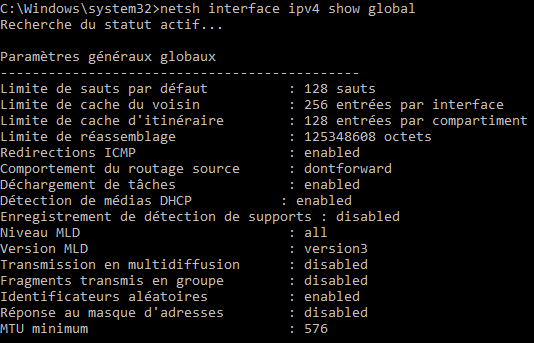 C:\Windows\system32>netsh interface ipv4 show global
Recherche du statut actif...
Paramètres généraux globaux
---------------------------------------------
Limite de sauts par défaut          : 128 sauts
Limite de cache du voisin           : 256 entrées par interface
Limite de cache d'itinéraire        : 128 entrées par compartiment
Limite de réassemblage              : 125348608 octets
Redirections ICMP                   : enabled
Comportement du routage source      : dontforward
Déchargement de tâches              : enabled
Détection de médias DHCP           : enabled
Enregistrement de détection de supports : disabled
Niveau MLD                          : all
Version MLD                         : version3
Transmission en multidiffusion      : disabled
Fragments transmis en groupe        : disabled
Identificateurs aléatoires          : enabled
Réponse au masque d'adresses        : disabled
MTU minimum                         : 576